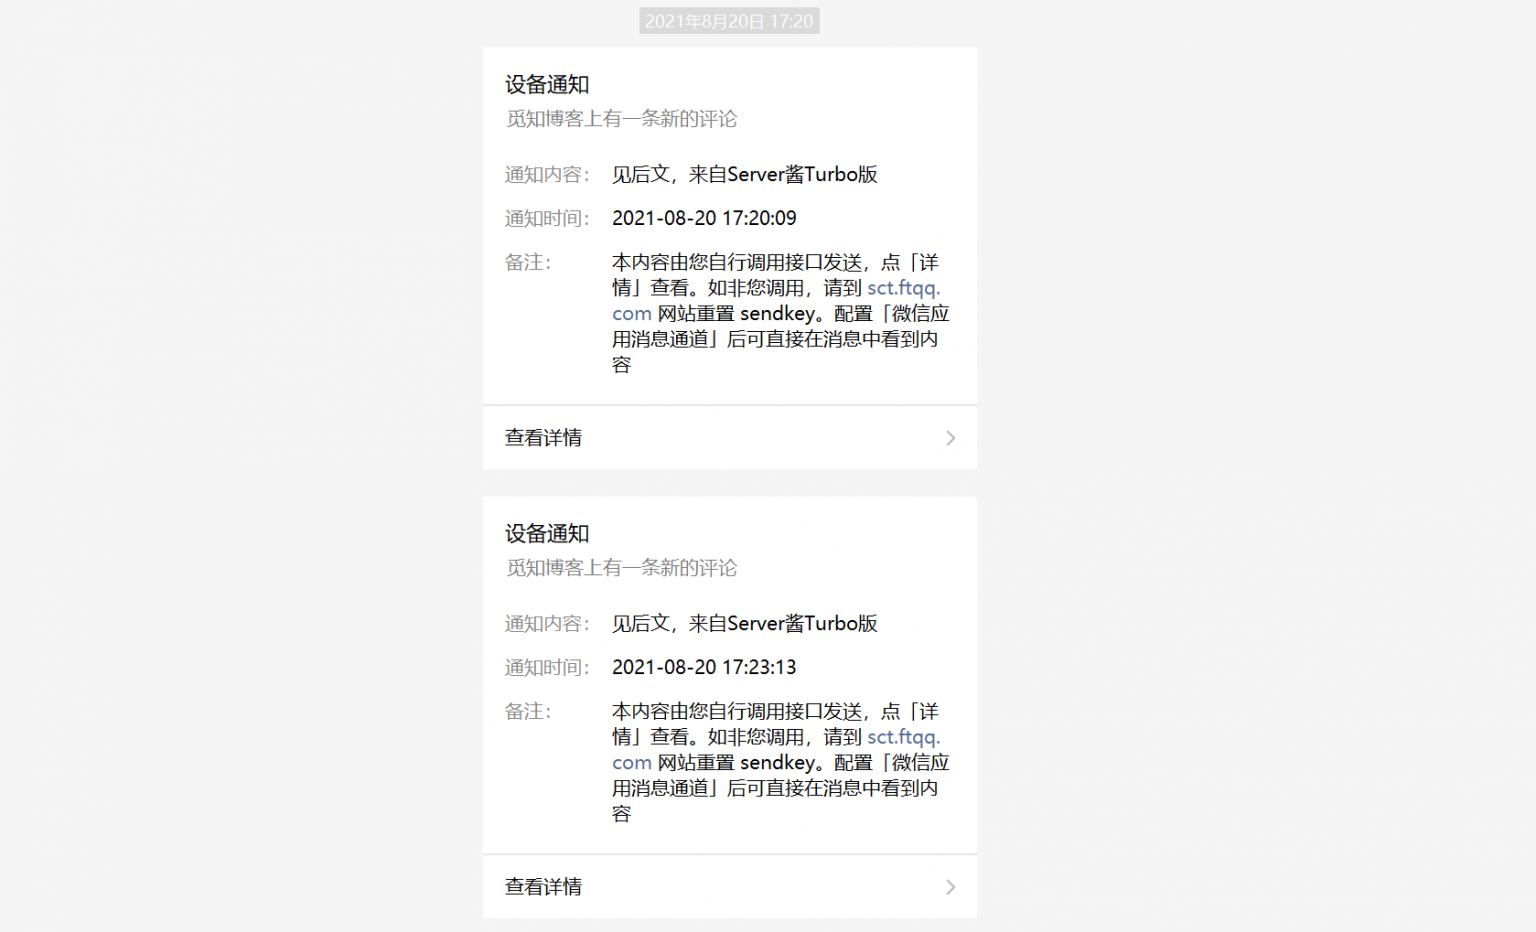 2021年8月20日 17:20
设备通知
觅知博客上有一条新的评论
通知内容： 见后文，来自Server酱Turbo版
通知时间： 2021-08-20 17:20:09
备注： 本内容由您自行调用接口发送，点「详
情」查看。如非您调用，请到 sct.ftqq.
com 网站重置 sendkey。配置「微信应
用消息通道」后可直接在消息中看到内
容
查看详情
设备通知
觅知博客上有一条新的评论
通知内容： 见后文，来自Server酱Turbo版
通知时间： 2021-08-20 17:23:13
备注： 本内容由您自行调用接口发送，点「详
情」查看。如非您调用，请到 sct.ftqq.
com 网站重置 sendkey。配置「微信应
用消息通道」后可直接在消息中看到内
容
查看详情